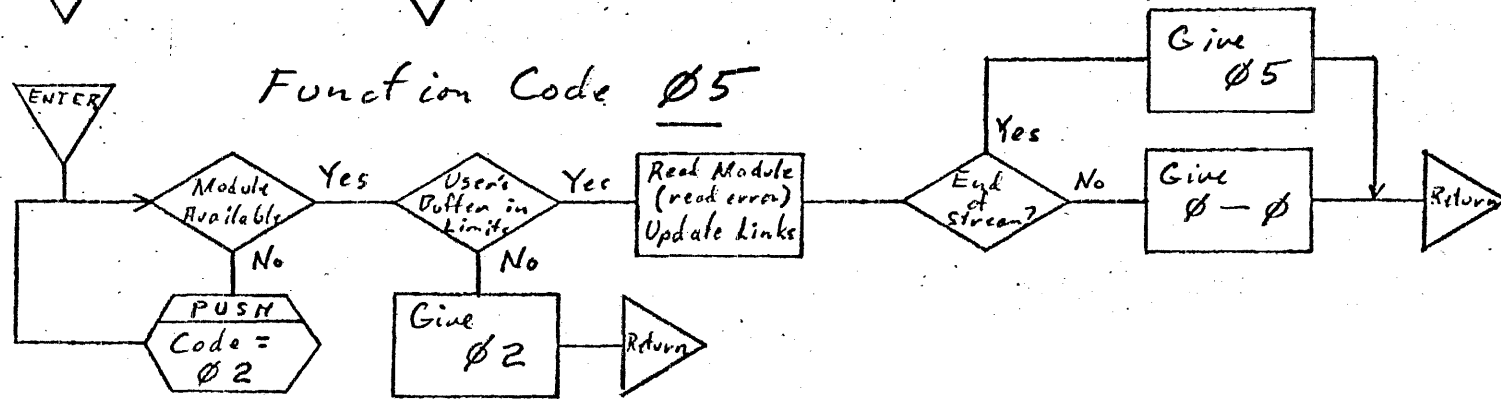 Function Code Ø5
ENTER
Module
Available
Yes
No
PUSH
Code =
Ø2
User's
Buffer in
Limits
Yes
No
Give
Ø2
Return
Read Module
(read error)
Update Links
End
of
stream?
Yes
Give
Ø5
No
Give
Ø—Ø
Return